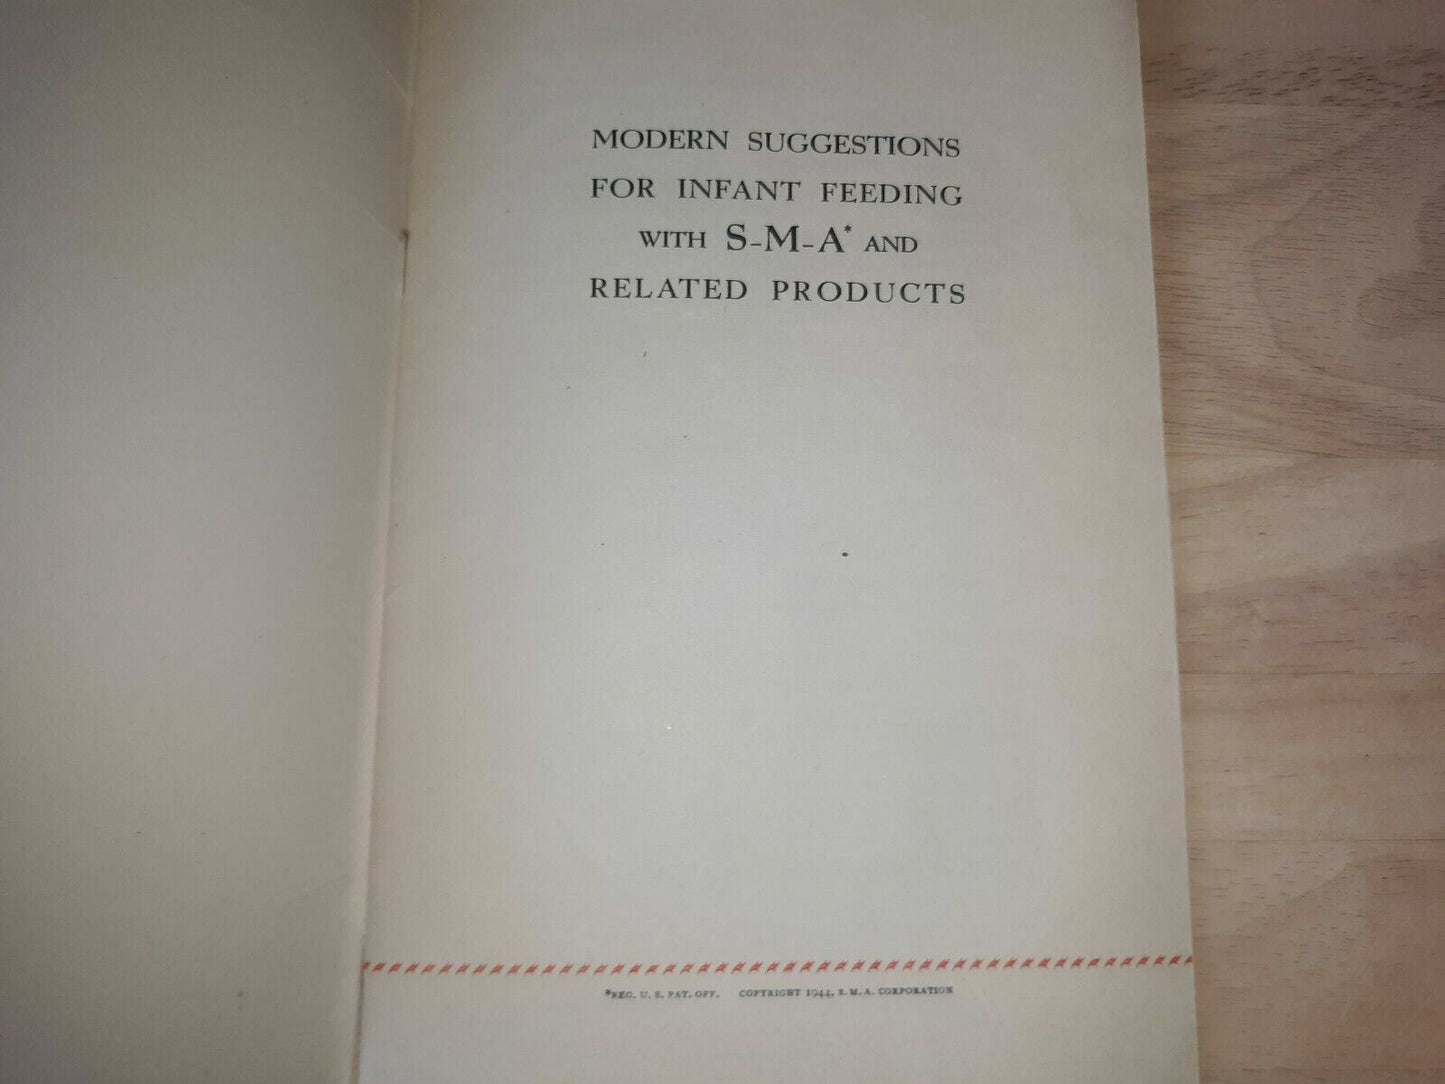 MODERN SUGGESTIONS
FOR INFANT FEEDING
WITH S-M-A* AND
RELATED PRODUCTS
*REG. U. S. PAT. OFF. COPYRIGHT 1944, S. M. A. CORPORATION